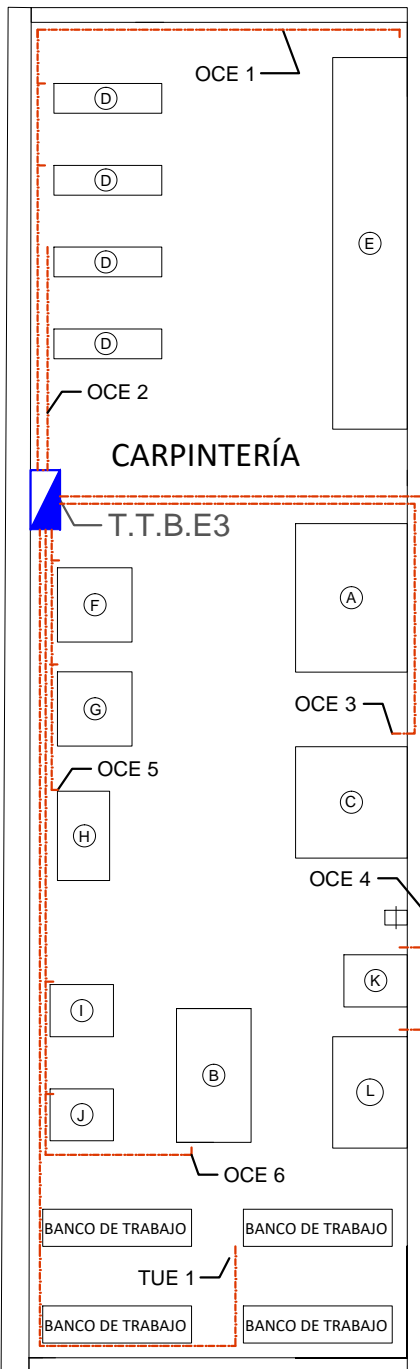 OCE 1
D
D
E
D
D
OCE 2
CARPINTERÍA
T.T.B.E3
F
A
G
OCE 3
OCE 5
C
H
OCE 4
K
I
B
L
J
OCE 6
BANCO DE TRABAJO
BANCO DE TRABAJO
TUE 1
BANCO DE TRABAJO
BANCO DE TRABAJO